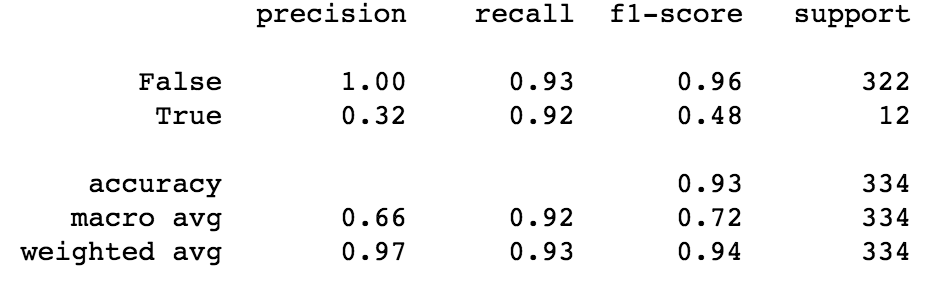 precision recall f1-score support
False 1.00 0.93 0.96 322
True 0.32 0.92 0.48 12
accuracy 0.93 334
macro avg 0.66 0.92 0.72 334
weighted avg 0.97 0.93 0.94 334